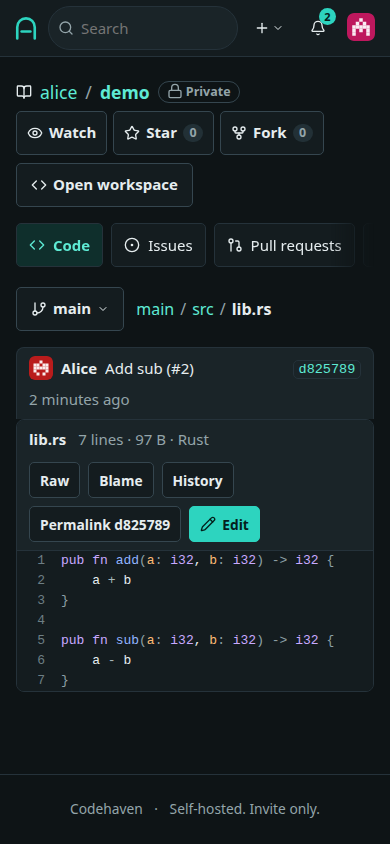 Search
2
alice / demo Private
Watch Star 0 Fork 0
Open workspace
Code Issues Pull requests
main main / src / lib.rs
Alice Add sub (#2) d825789
2 minutes ago
lib.rs 7 lines · 97 B · Rust
Raw Blame History
Permalink d825789 Edit
1 pub fn add(a: i32, b: i32) -> i32 {
2     a + b
3 }
4
5 pub fn sub(a: i32, b: i32) -> i32 {
6     a - b
7 }
Codehaven · Self-hosted. Invite only.